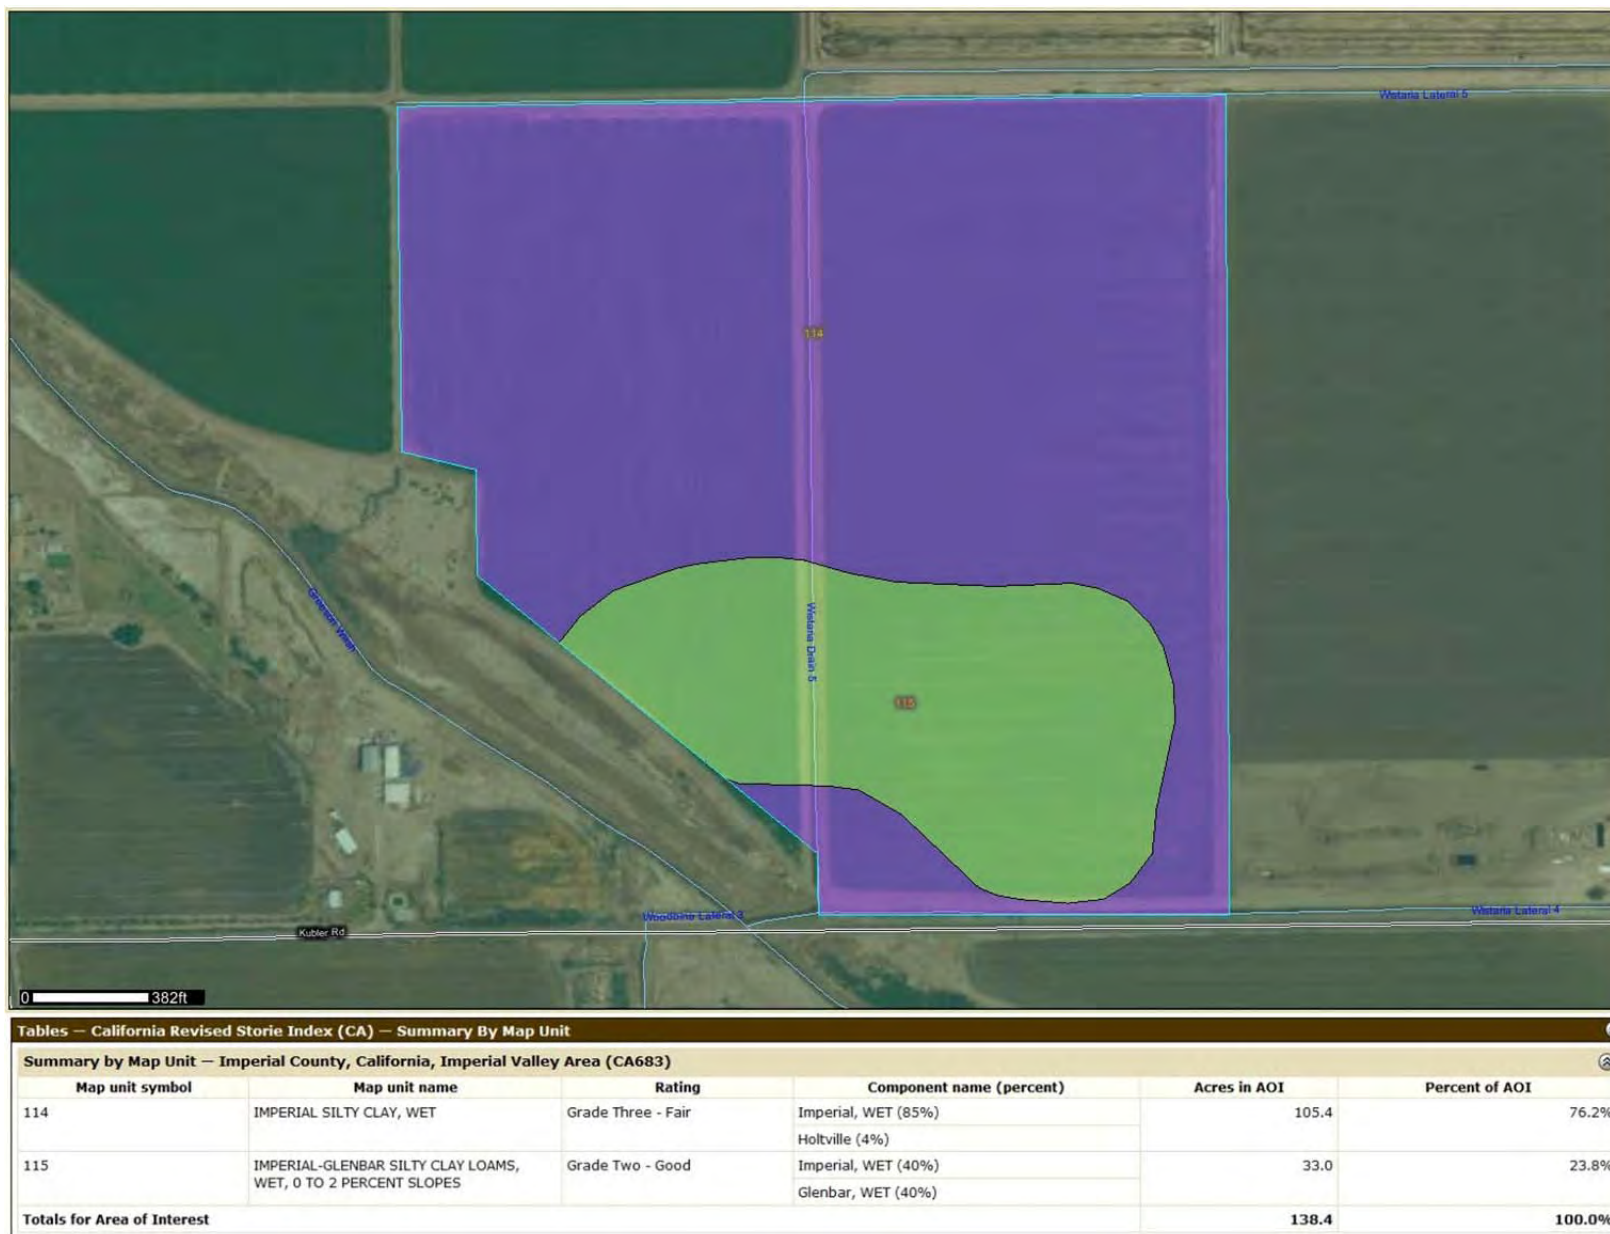 Wistaria Lateral 5
114
Greeson Wash
Wistaria Drain 5
115
Woodbine Lateral 3
Wistaria Lateral 4
Kubler Rd
0 382ft
Tables — California Revised Storie Index (CA) — Summary By Map Unit
Summary by Map Unit — Imperial County, California, Imperial Valley Area (CA683)
Map unit symbol Map unit name Rating Component name (percent) Acres in AOI Percent of AOI
114 IMPERIAL SILTY CLAY, WET Grade Three - Fair Imperial, WET (85%) 105.4 76.2%
Holtville (4%)
115 IMPERIAL-GLENBAR SILTY CLAY LOAMS, Grade Two - Good Imperial, WET (40%) 33.0 23.8%
WET, 0 TO 2 PERCENT SLOPES Glenbar, WET (40%)
Totals for Area of Interest 138.4 100.0%